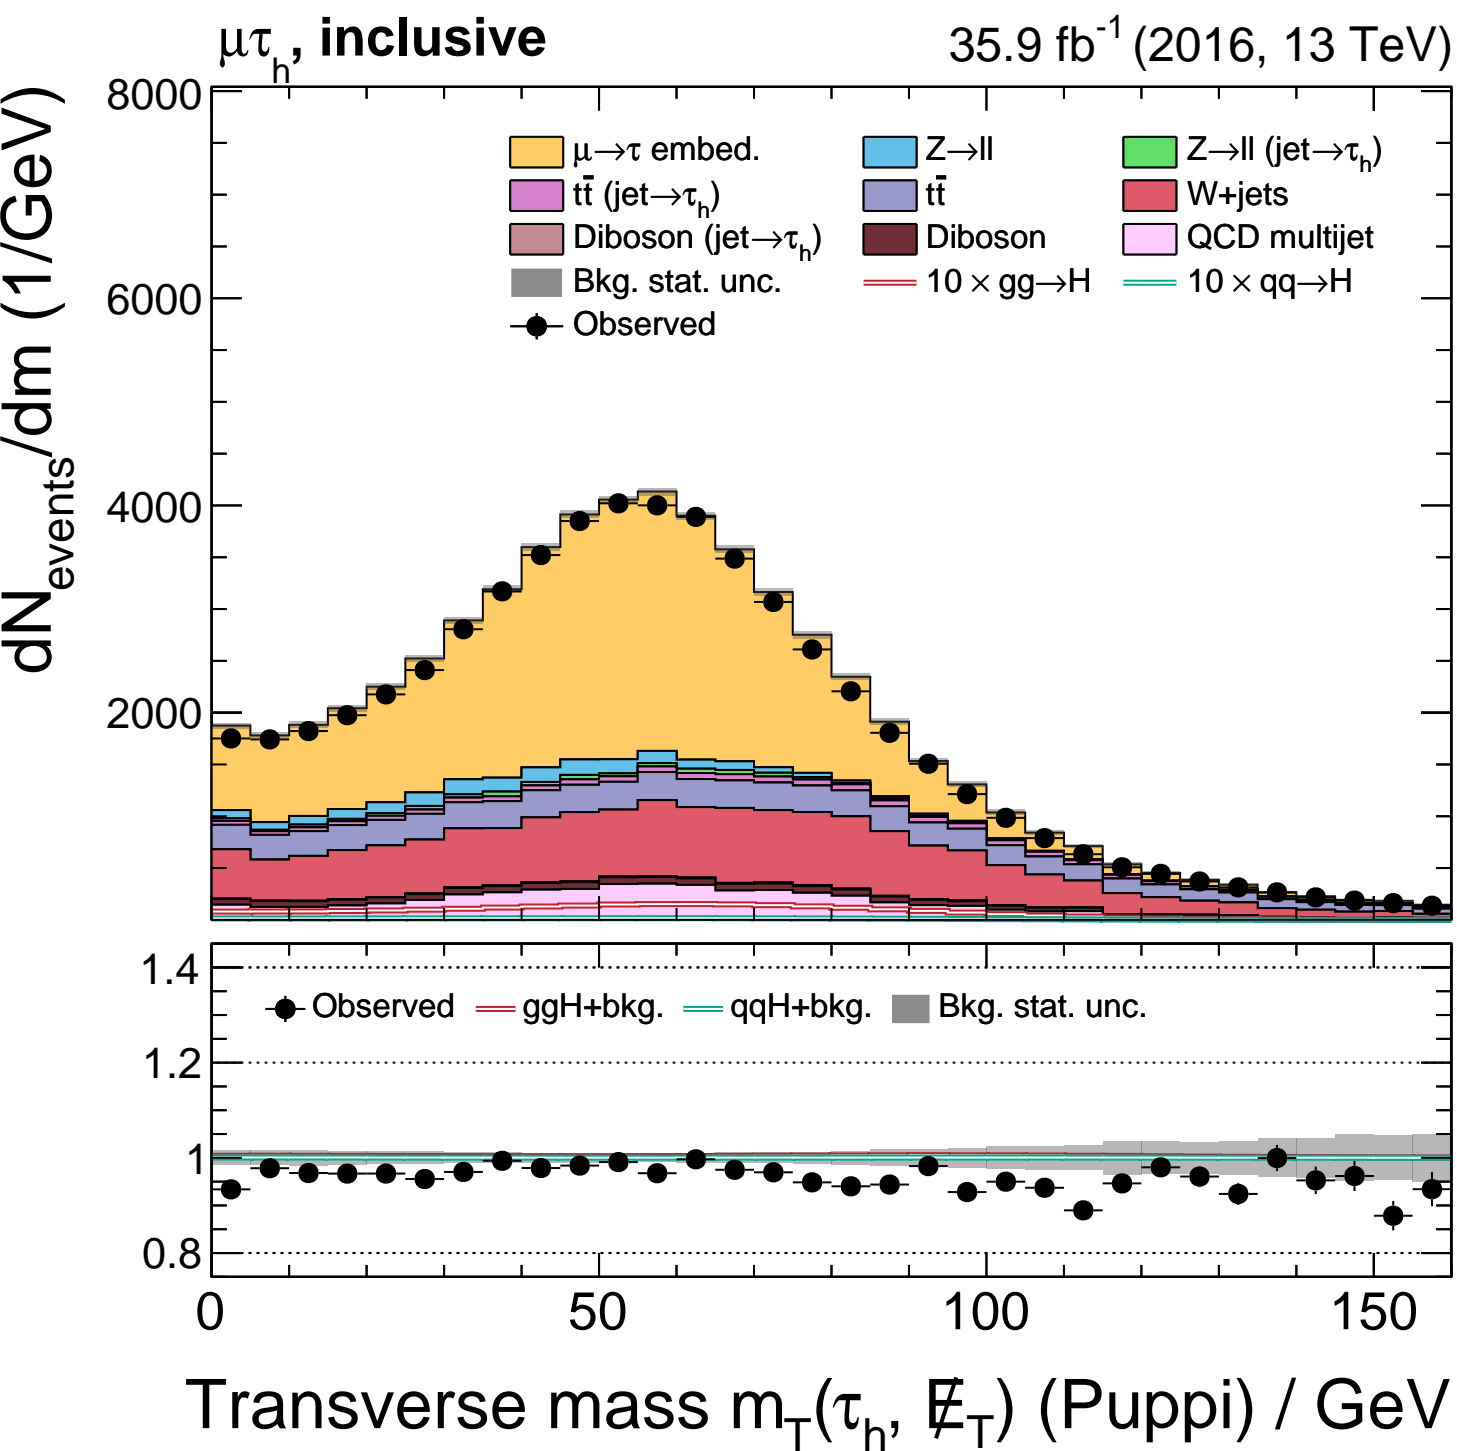 μτh, inclusive 35.9 fb-1 (2016, 13 TeV)
dNevents/dm (1/GeV)
8000
6000
4000
2000
μ→τ embed. Z→ll Z→ll (jet→τh)
tt̄ (jet→τh) tt̄ W+jets
Diboson (jet→τh) Diboson QCD multijet
Bkg. stat. unc. 10 × gg→H 10 × qq→H
Observed
1.4
Observed ggH+bkg. qqH+bkg. Bkg. stat. unc.
1.2
1
0.8
0 50 100 150
Transverse mass mT(τh, E̸T) (Puppi) / GeV